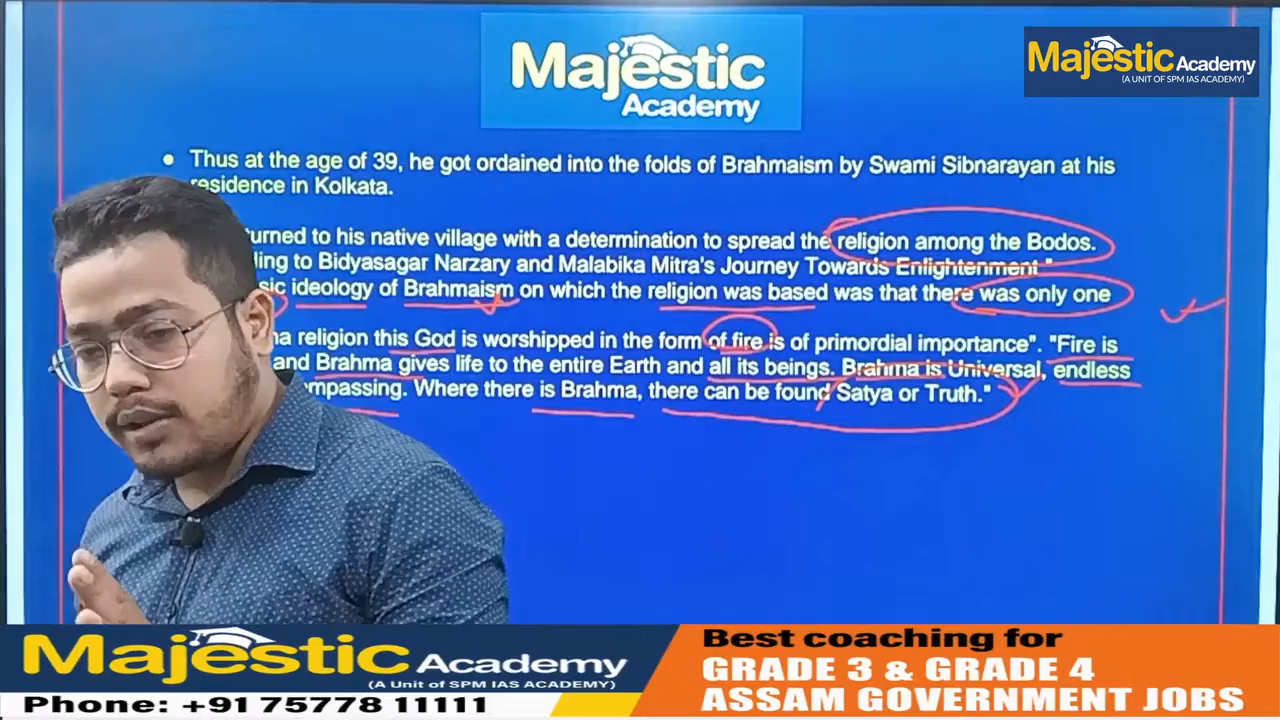 Majestic
Academy
Majestic Academy
(A UNIT OF SPM IAS ACADEMY)
• Thus at the age of 39, he got ordained into the folds of Brahmaism by Swami Sibnarayan at his
residence in Kolkata.
to his native village with a determination to spread the religion among the Bodos.
to Bidyasagar Narzary and Malabika Mitra's Journey Towards Enlightenment "
ideology of Brahmaism on which the religion was based was that there was only one
religion this God is worshipped in the form of fire is of primordial importance". "Fire is
and Brahma gives life to the entire Earth and all its beings. Brahma is Universal, endless
Where there is Brahma, there can be found Satya or Truth."
Majestic Academy
(A Unit of SPM IAS ACADEMY)
Phone: +91 75778 11111
Best coaching for
GRADE 3 & GRADE 4
ASSAM GOVERNMENT JOBS